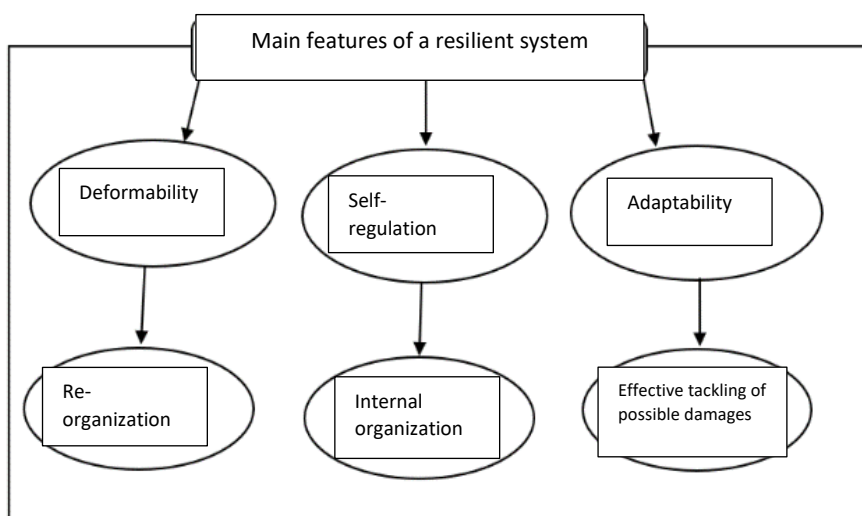 Main features of a resilient system
Deformability
Self-
regulation
Adaptability
Re-
organization
Internal
organization
Effective tackling of
possible damages